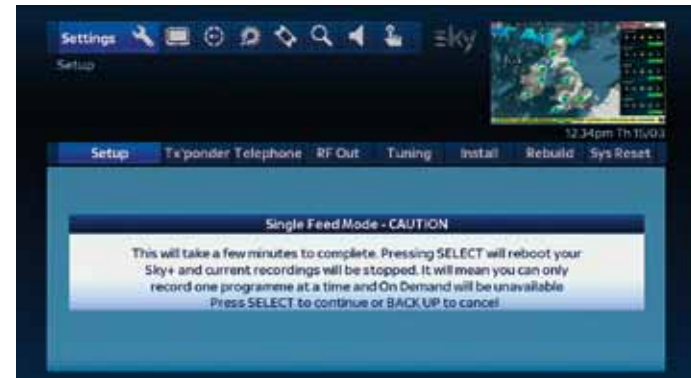 Settings
sky
Setup
12.34pm Th 15/03
Setup Tx'ponder Telephone RF Out Tuning Install Rebuild Sys Reset
Single Feed Mode - CAUTION
This will take a few minutes to complete. Pressing SELECT will reboot your
Sky+ and current recordings will be stopped. It will mean you can only
record one programme at a time and On Demand will be unavailable
Press SELECT to continue or BACK UP to cancel